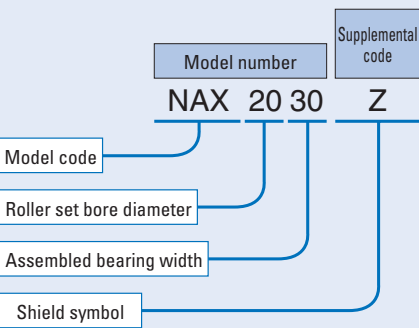 Supplemental
code
Model number
NAX 20 30 Z
Model code
Roller set bore diameter
Assembled bearing width
Shield symbol